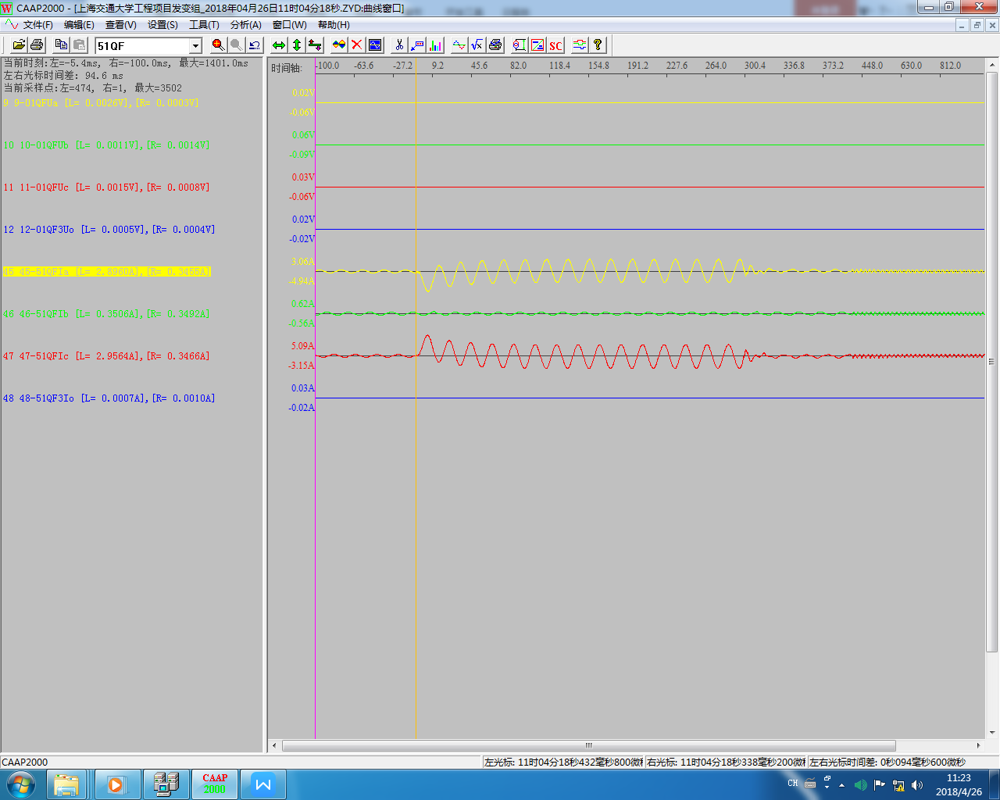 CAAP2000 - [上海交通大学工程项目发变组_2018年04月26日11时04分18秒.ZYD:曲线窗口]
文件(F) 编辑(E) 查看(V) 设置(S) 工具(T) 分析(A) 窗口(W) 帮助(H)
51QF
SC
当前时刻:左=-5.4ms, 右=-100.0ms, 最大=1401.0ms
左右光标时间差: 94.6 ms
当前采样点:左=474, 右=1, 最大=3502
时间轴: -100.0 -63.6 -27.2 9.2 45.6 82.0 118.4 154.8 191.2 227.6 264.0 300.4 336.8 373.2 448.0 630.0 812.0
0.02V
9 9-01QFUa [L= 0.0026V],[R= 0.0003V]
-0.06V
0.06V
10 10-01QFUb [L= 0.0011V],[R= 0.0014V]
-0.09V
0.03V
11 11-01QFUc [L= 0.0015V],[R= 0.0008V]
-0.06V
0.02V
12 12-01QF3Uo [L= 0.0005V],[R= 0.0004V]
-0.02V
3.06A
45 45-51QFIa [L= 2.8960A],[R= 0.3455A]
-4.94A
0.62A
46 46-51QFIb [L= 0.3506A],[R= 0.3492A]
-0.56A
5.09A
47 47-51QFIc [L= 2.9564A],[R= 0.3466A]
-3.15A
0.03A
48 48-51QF3Io [L= 0.0007A],[R= 0.0010A]
-0.02A
CAAP2000
左光标: 11时04分18秒432毫秒800微秒
右光标: 11时04分18秒338毫秒200微秒
左右光标时间差: 0秒094毫秒600微秒
CAAP
2000
W
CH
11:23
2018/4/26